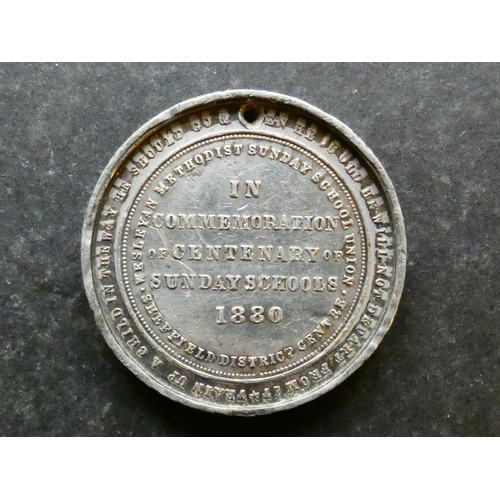 TRAIN UP A CHILD IN THE WAY HE SHOULD GO & EN HE IS OLD HE WILL NOT DEPART FROM IT
WESLEYAN METHODIST SUNDAY SCHOOL UNION
SHEFFIELD DISTRICT CENTRE
IN
COMMEMORATION
OF CENTENARY OF
SUNDAY SCHOOLS
1880